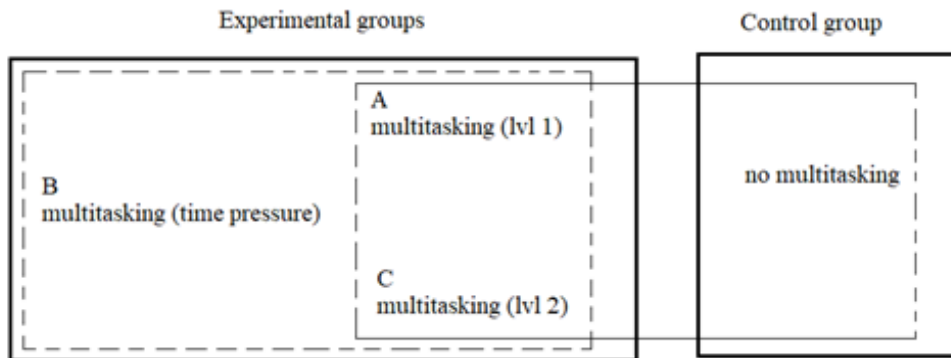 Experimental groups
Control group
A
multitasking (lvl 1)
B
multitasking (time pressure)
C
multitasking (lvl 2)
no multitasking